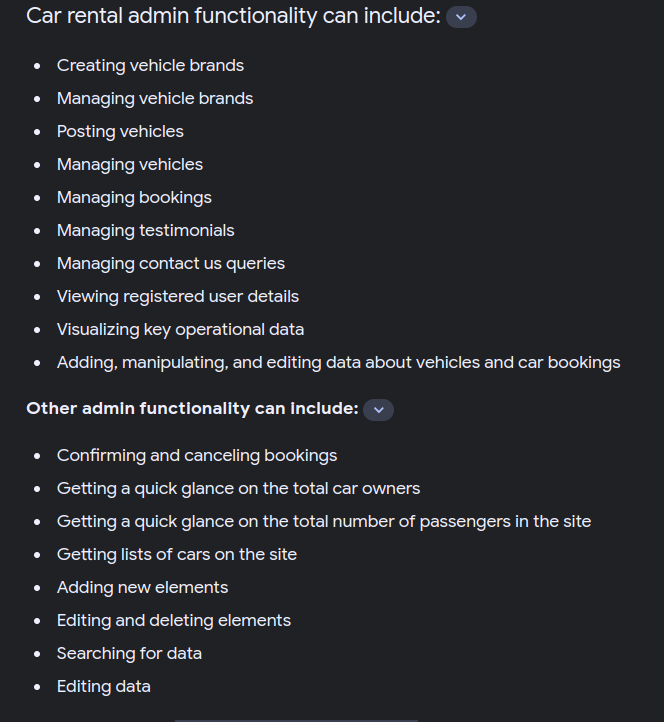 Car rental admin functionality can include:
Creating vehicle brands
Managing vehicle brands
Posting vehicles
Managing vehicles
Managing bookings
Managing testimonials
Managing contact us queries
Viewing registered user details
Visualizing key operational data
Adding, manipulating, and editing data about vehicles and car bookings
Other admin functionality can include:
Confirming and canceling bookings
Getting a quick glance on the total car owners
Getting a quick glance on the total number of passengers in the site
Getting lists of cars on the site
Adding new elements
Editing and deleting elements
Searching for data
Editing data